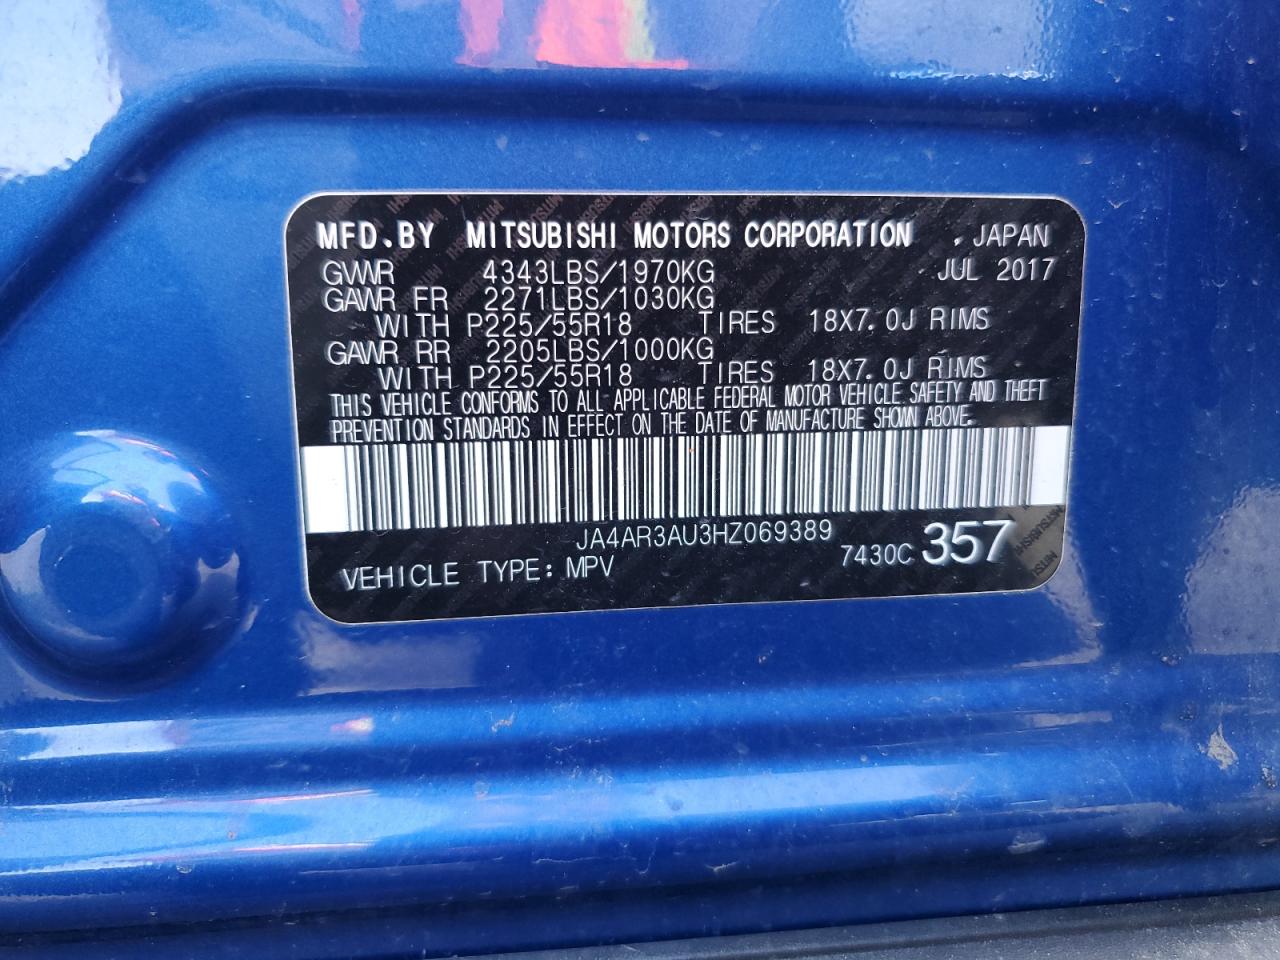 MFD.BY MITSUBISHI MOTORS CORPORATION , JAPAN
GVWR 4343LBS/1970KG JUL 2017
GAWR FR 2271LBS/1030KG
WITH P225/55R18 TIRES 18X7.0J RIMS
GAWR RR 2205LBS/1000KG
WITH P225/55R18 TIRES 18X7.0J RIMS
THIS VEHICLE CONFORMS TO ALL APPLICABLE FEDERAL MOTOR VEHICLE SAFETY AND THEFT
PREVENTION STANDARDS IN EFFECT ON THE DATE OF MANUFACTURE SHOWN ABOVE.
JA4AR3AU3HZ069389
VEHICLE TYPE: MPV 7430C 357